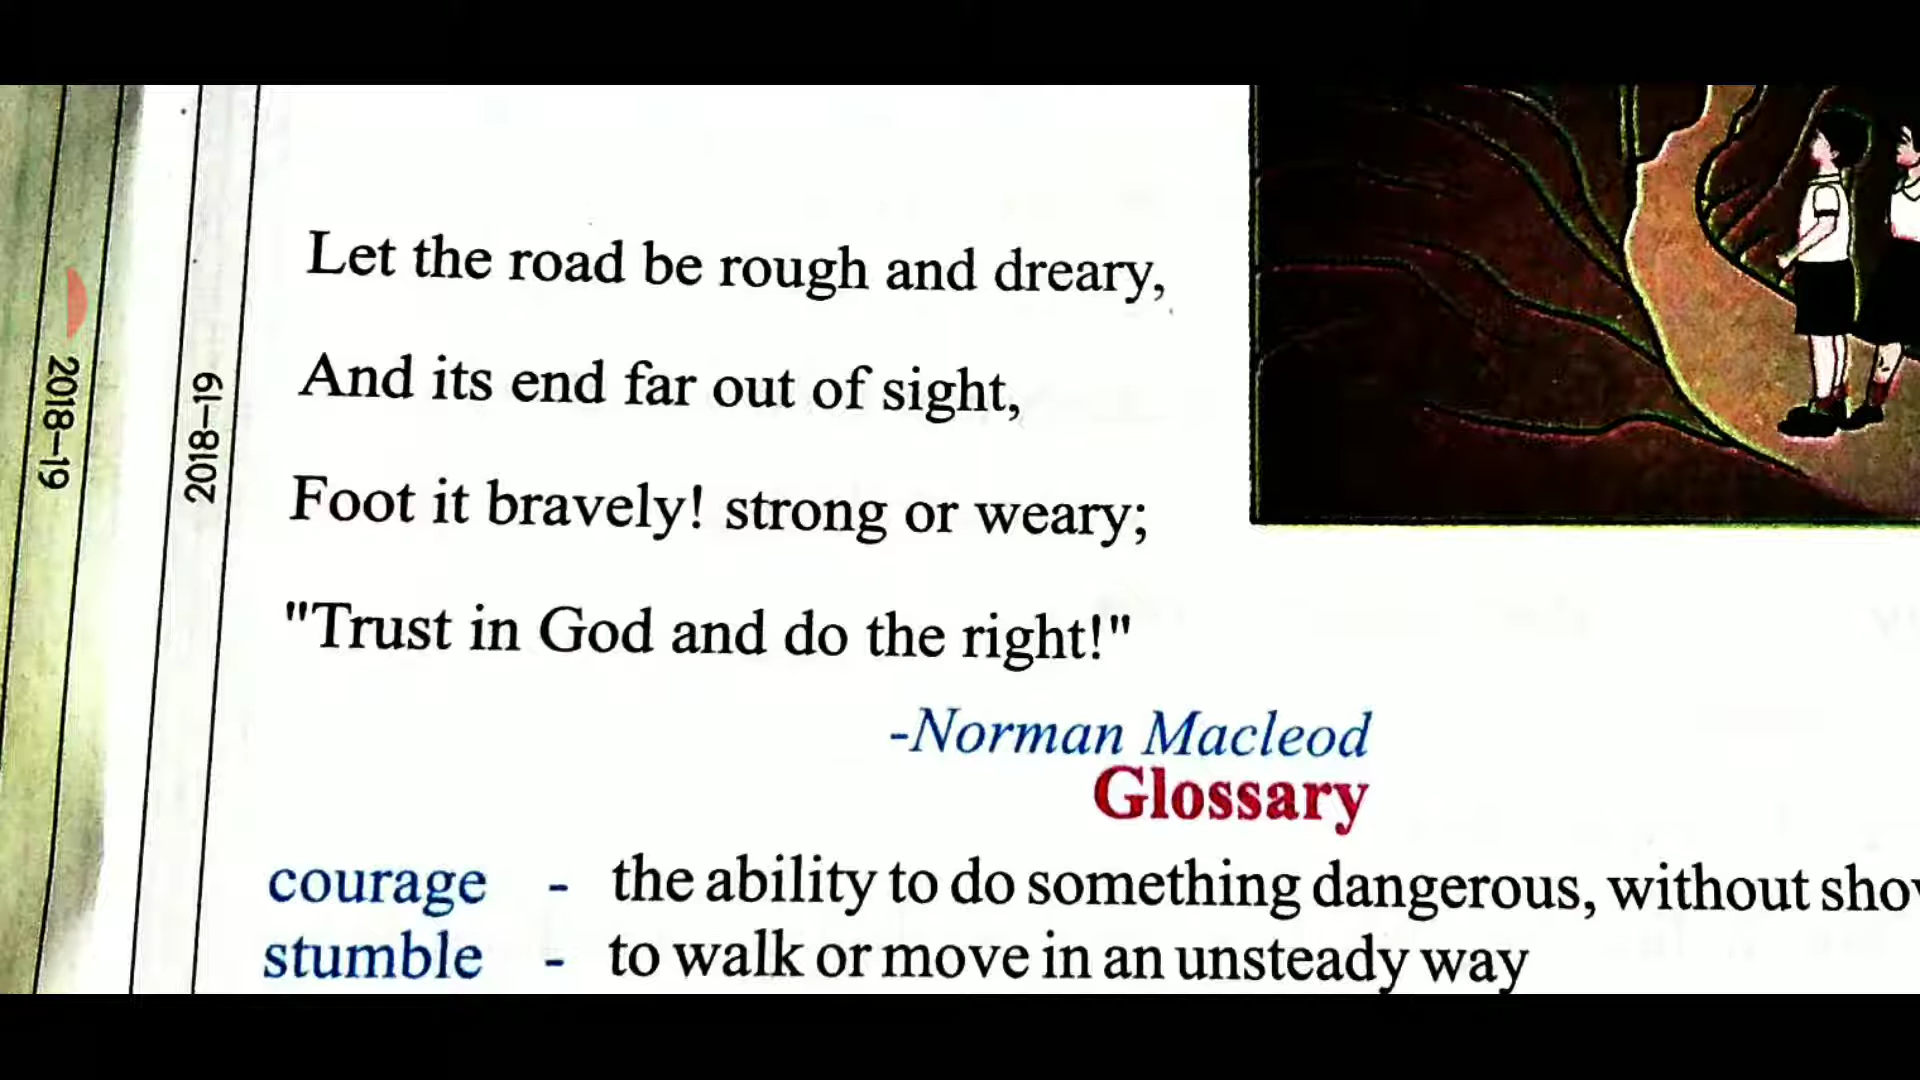 2018–19
2018–19
Let the road be rough and dreary,
And its end far out of sight,
Foot it bravely! strong or weary;
"Trust in God and do the right!"
-Norman Macleod
Glossary
courage - the ability to do something dangerous, without
stumble - to walk or move in an unsteady way